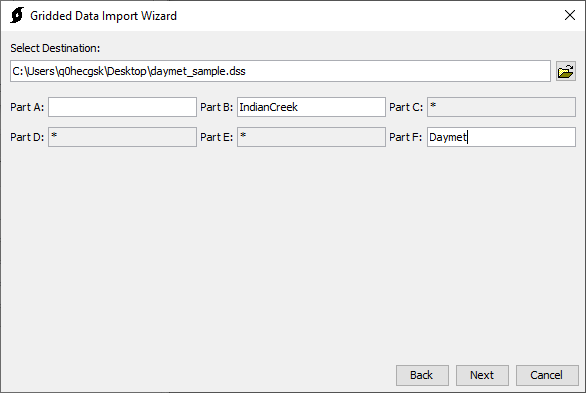 Gridded Data Import Wizard
Select Destination:
C:\Users\q0hecgsk\Desktop\daymet_sample.dss
Part A: Part B: IndianCreek Part C: *
Part D: * Part E: * Part F: Daymet
Back Next Cancel